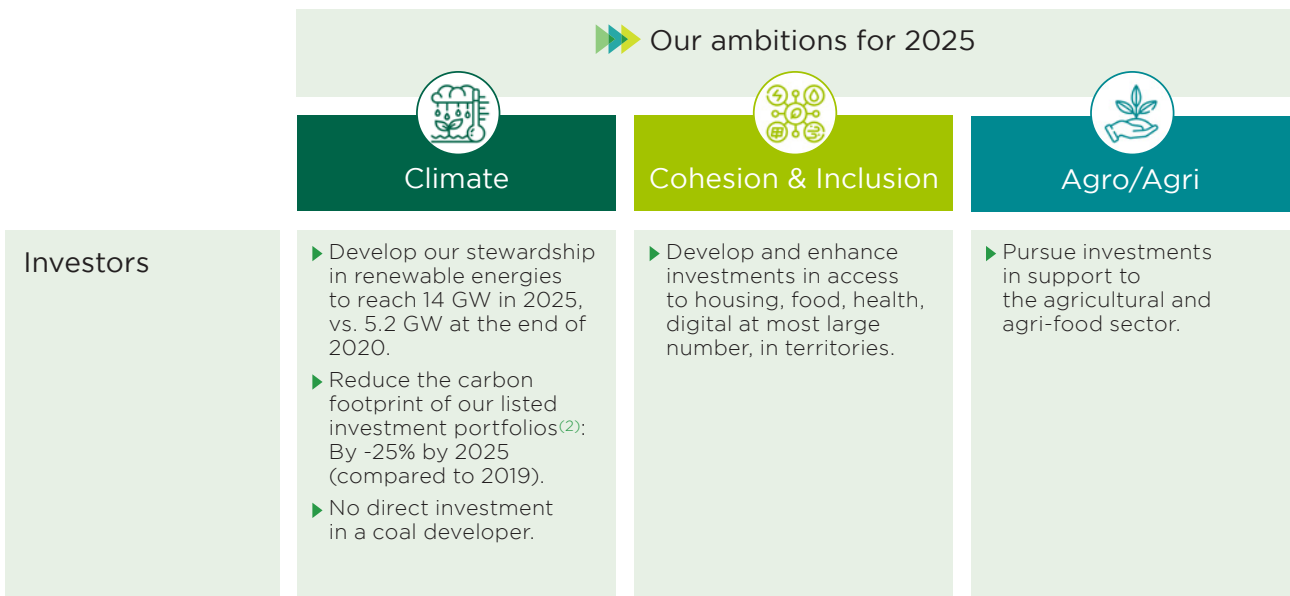 Our ambitions for 2025
Climate
Cohesion & Inclusion
Agro/Agri
Investors
Develop our stewardship
in renewable energies
to reach 14 GW in 2025,
vs. 5.2 GW at the end of
2020.
Reduce the carbon
footprint of our listed
investment portfolios(2):
By -25% by 2025
(compared to 2019).
No direct investment
in a coal developer.
Develop and enhance
investments in access
to housing, food, health,
digital at most large
number, in territories.
Pursue investments
in support to
the agricultural and
agri-food sector.